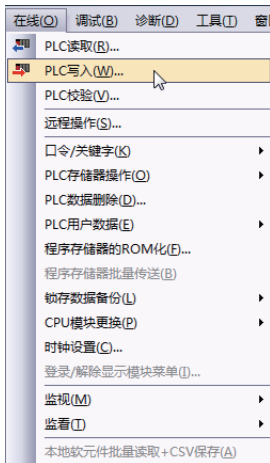 在线(O) 调试(B) 诊断(D) 工具(T)
PLC读取(R)...
PLC写入(W)...
PLC校验(V)...
远程操作(S)...
口令/关键字(K)
PLC存储器操作(O)
PLC数据删除(D)...
PLC用户数据(E)
程序存储器的ROM化(F)...
程序存储器批量传送(B)
锁存数据备份(L)
CPU模块更换(P)
时钟设置(C)...
登录/解除显示模块菜单(I)...
监视(M)
监看(T)
本地软元件批量读取+CSV保存(A)